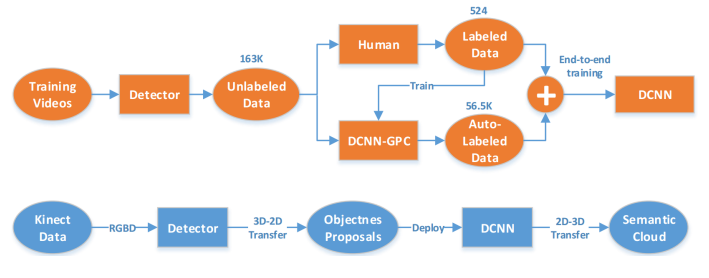 524
163K
Human
Labeled
Data
End-to-end
training
Training
Videos
Detector
Unlabeled
Data
Train
DCNN
56.5K
DCNN-GPC
Auto-
Labeled
Data
Kinect
Data
RGBD
Detector
3D-2D
Transfer
Objectnes
Proposals
Deploy
DCNN
2D-3D
Transfer
Semantic
Cloud